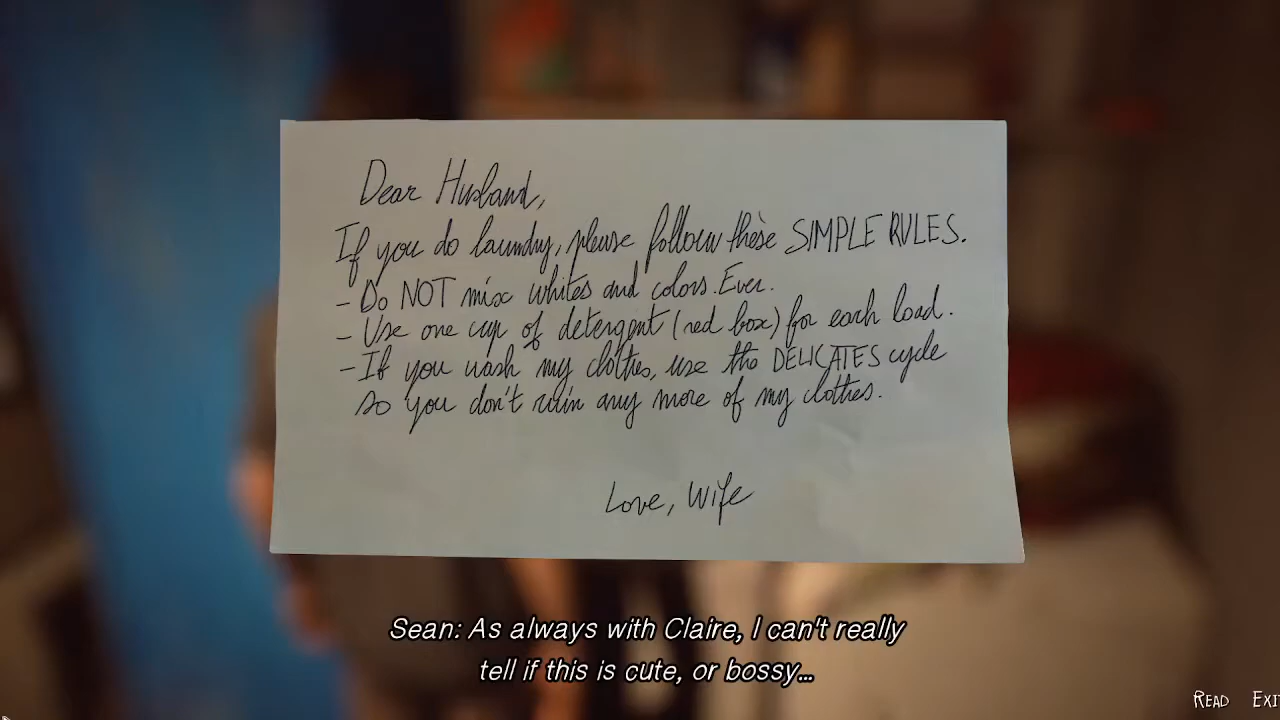 Dear Husband,
If you do laundry, please follow these SIMPLE RULES.
- Do NOT mix whites and colors. Ever.
- Use one cup of detergent (red box) for each load.
- If you wash my clothes, use the DELICATES cycle
so you don't ruin any more of my clothes.
Love, Wife
Sean: As always with Claire, I can't really
tell if this is cute, or bossy...
READ EXI